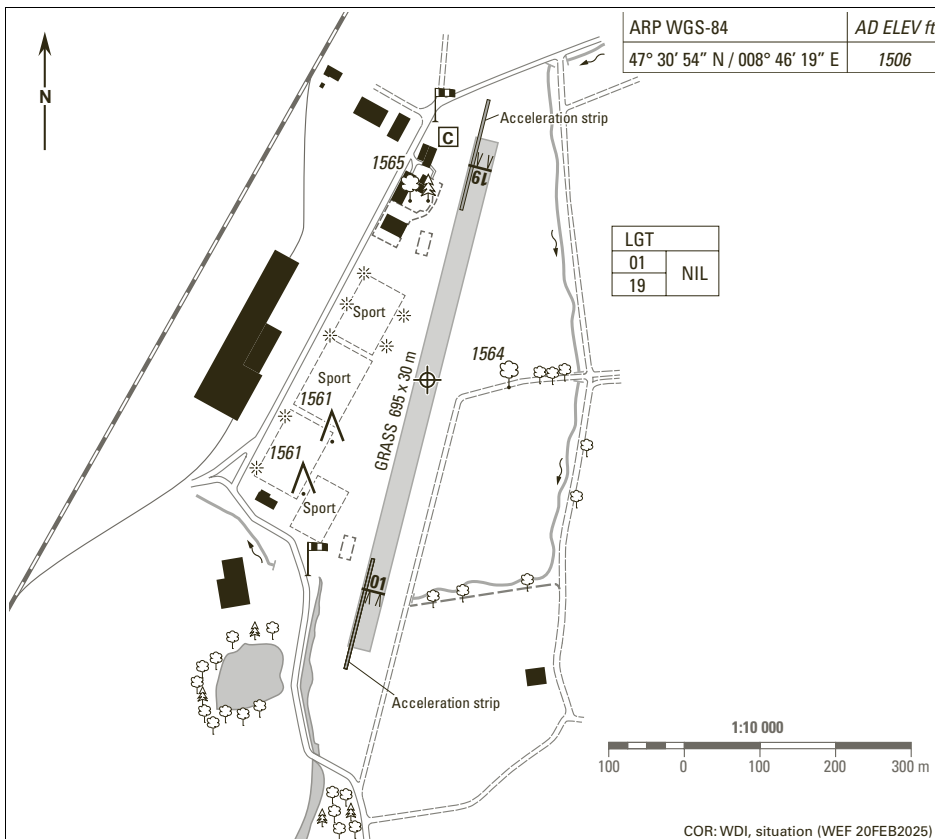 ARP WGS-84
AD ELEV ft
47° 30’ 54” N / 008° 46’ 19” E
1506
N
Acceleration strip
C
1565
19
LGT
01
NIL
19
Sport
1564
Sport
GRASS 695 x 30 m
1561
1561
Sport
01
Acceleration strip
1:10 000
100 0 100 200 300 m
COR: WDI, situation (WEF 20FEB2025)